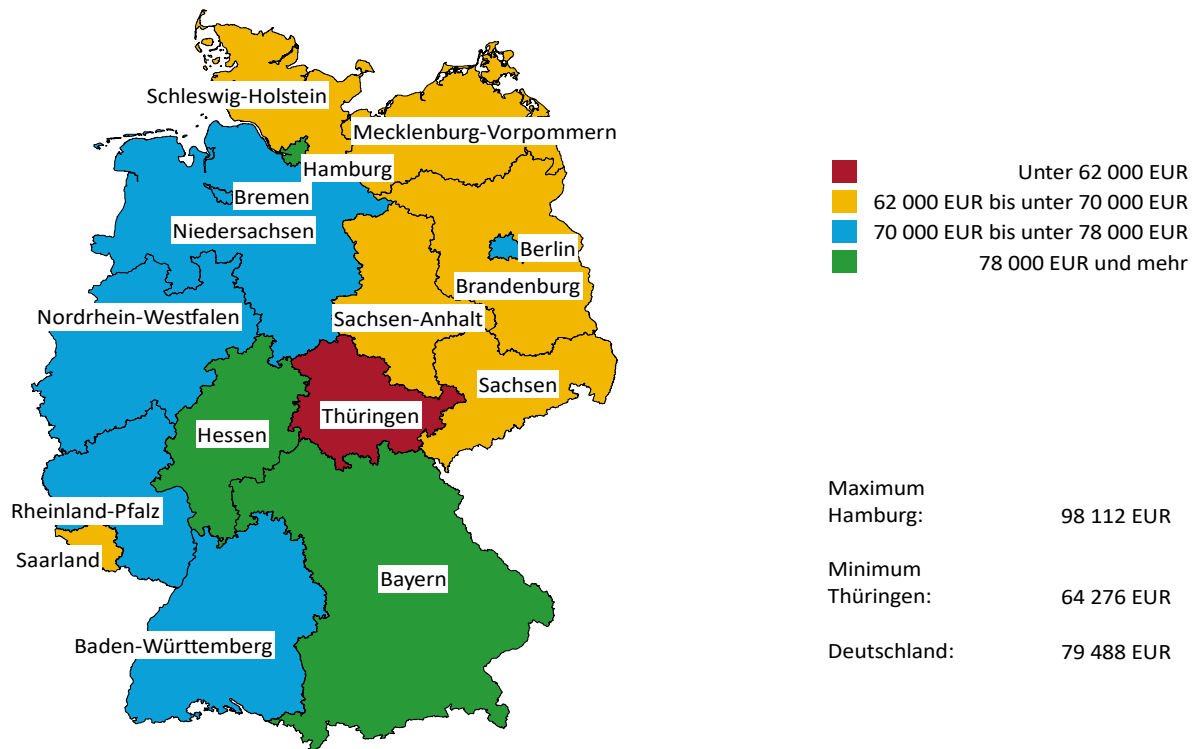 Schleswig-Holstein
Mecklenburg-Vorpommern
Hamburg
Bremen
Niedersachsen
Berlin
Brandenburg
Nordrhein-Westfalen
Sachsen-Anhalt
Sachsen
Thüringen
Hessen
Rheinland-Pfalz
Saarland
Bayern
Baden-Württemberg
Unter 62 000 EUR
62 000 EUR bis unter 70 000 EUR
70 000 EUR bis unter 78 000 EUR
78 000 EUR und mehr
Maximum
Hamburg: 98 112 EUR
Minimum
Thüringen: 64 276 EUR
Deutschland: 79 488 EUR